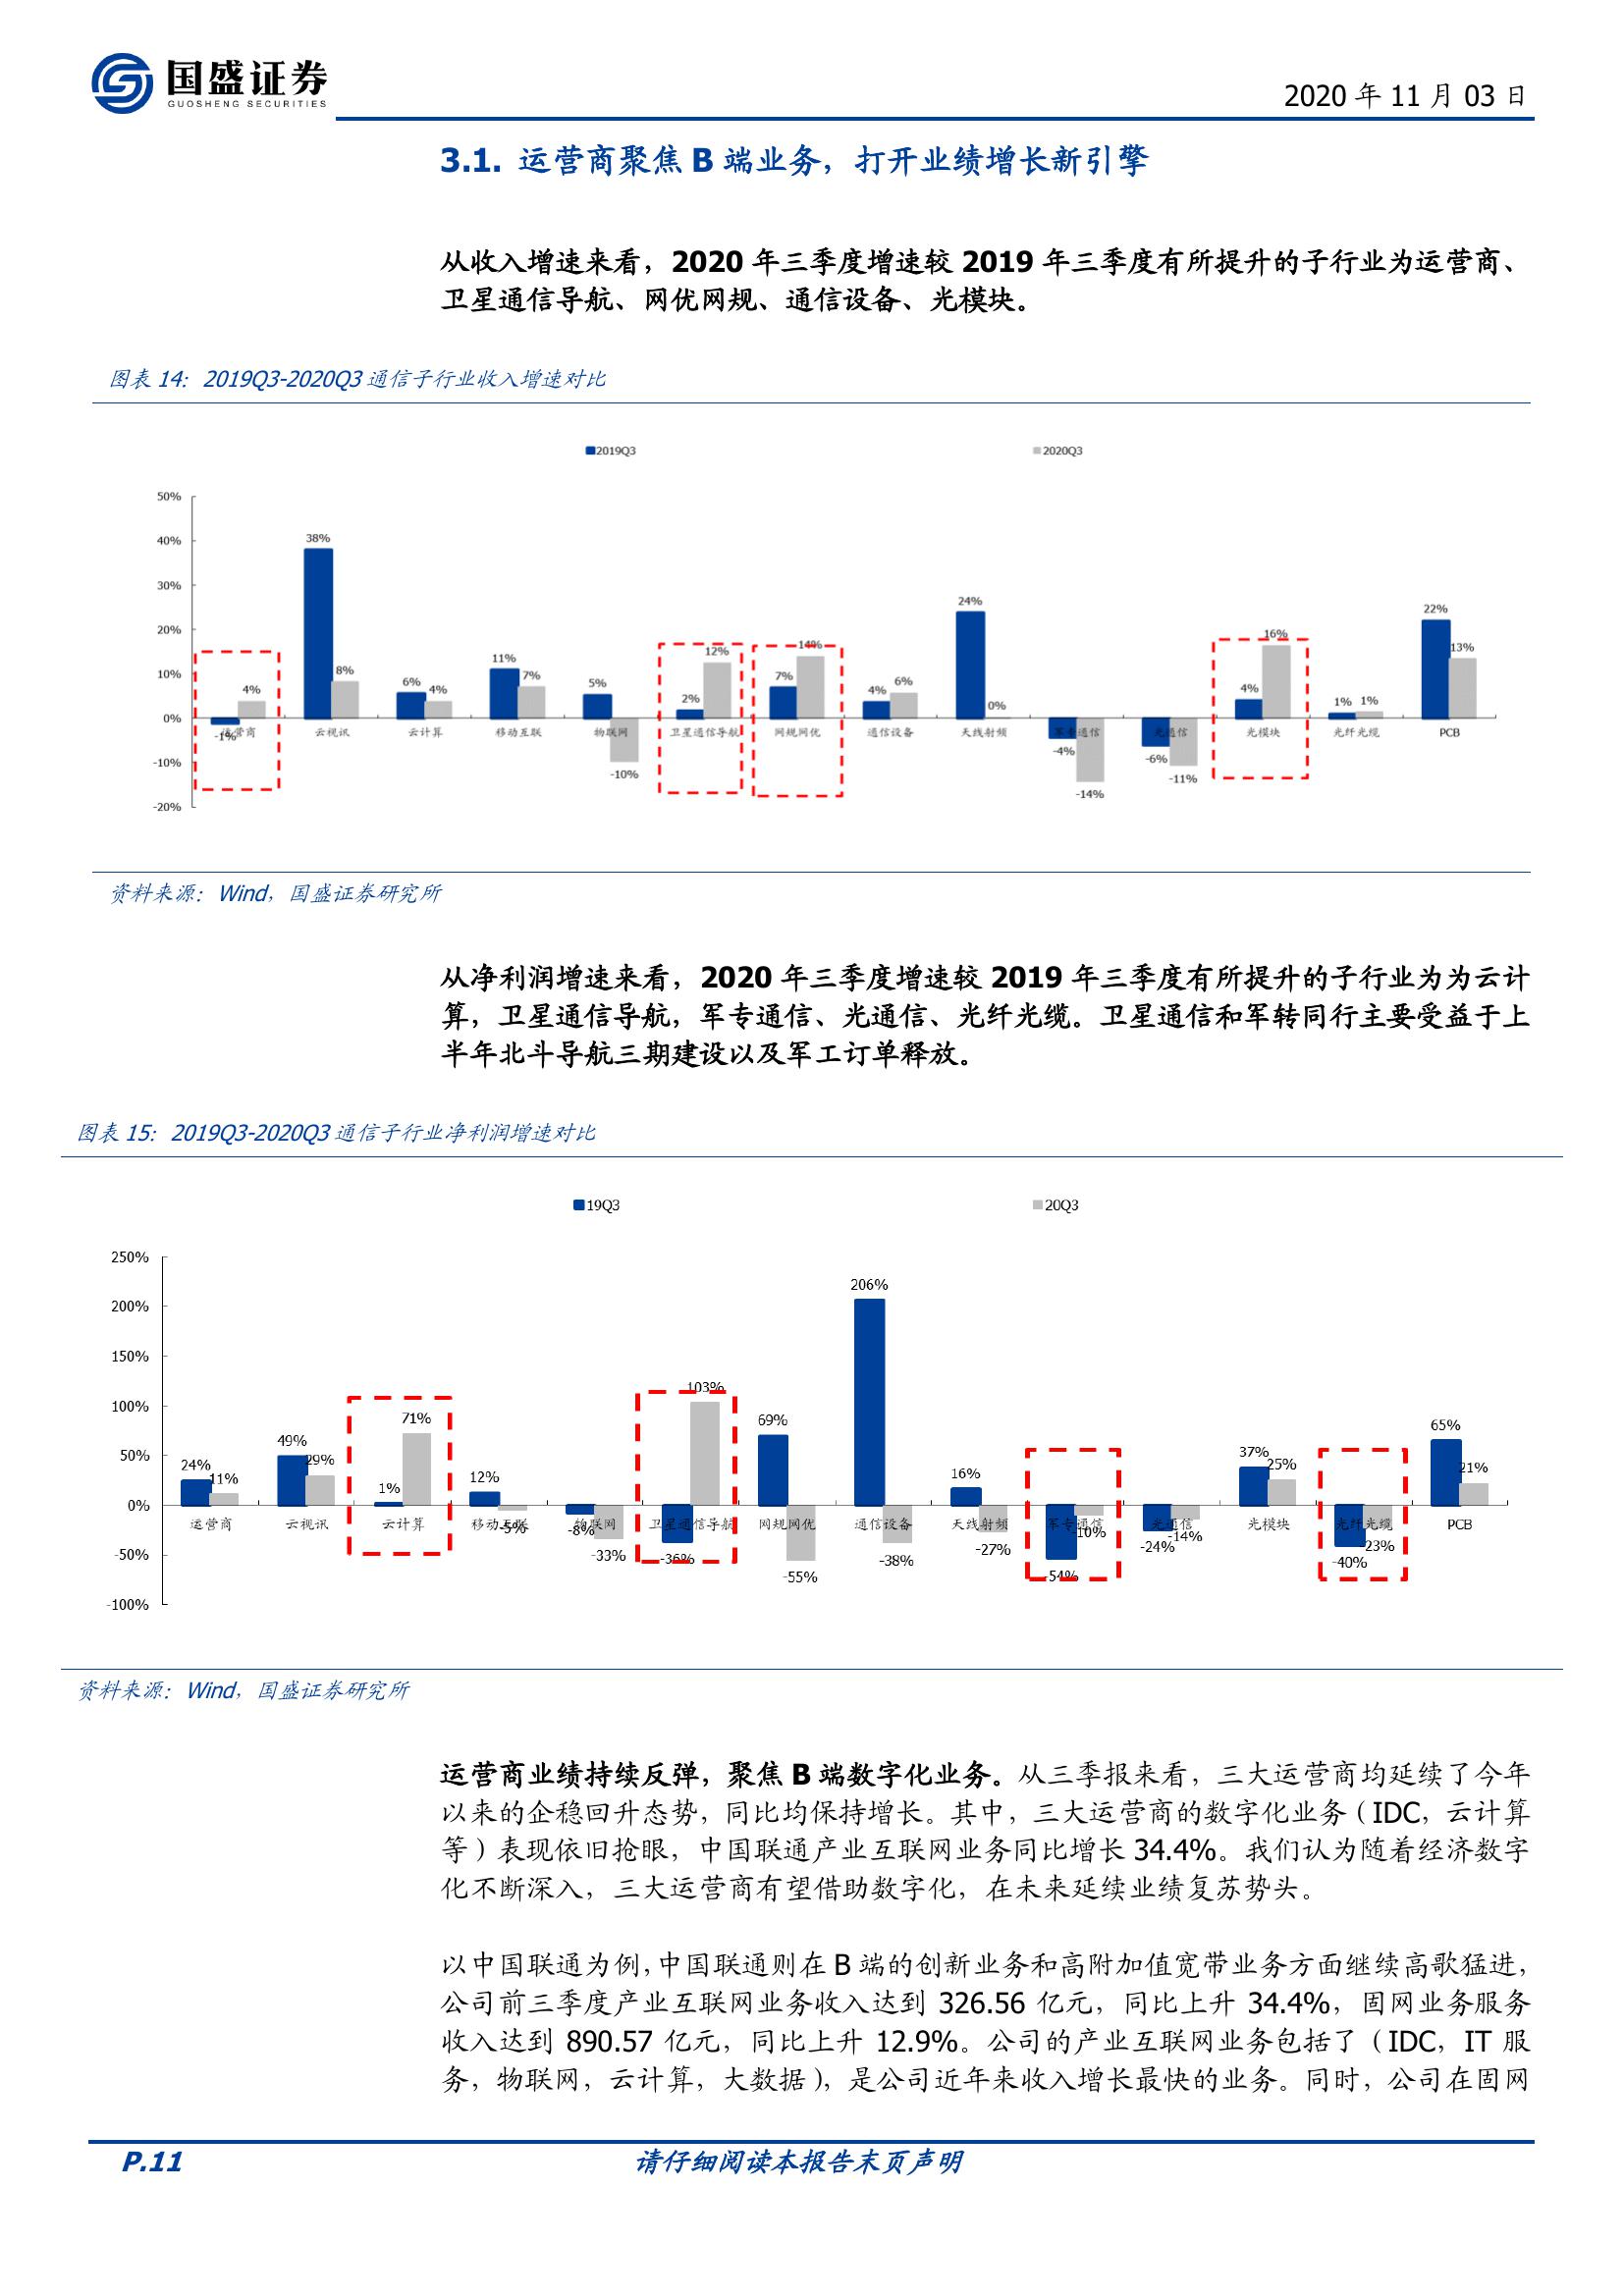 国盛证券
GUOSHENG SECURITIES
2020 年 11 月 03 日
3.1. 运营商聚焦 B 端业务，打开业绩增长新引擎
从收入增速来看，2020 年三季度增速较 2019 年三季度有所提升的子行业为运营商、
卫星通信导航、网优网规、通信设备、光模块。
图表 14：2019Q3-2020Q3 通信子行业收入增速对比
2019Q3 2020Q3
50%
40%
30%
20%
10%
0%
-10%
-20%
-1% 4% 38% 8% 6% 4% 11% 7% 5% -10% 2% 12% 7% 14% 4% 6% 24% 0% -4% -14% -6% -11% 4% 16% 1% 1% 22% 13%
运营商 云视讯 云计算 移动互联 物联网 卫星通信导航 网规网优 通信设备 天线射频 军专通信 光通信 光模块 光纤光缆 PCB
资料来源：Wind，国盛证券研究所
从净利润增速来看，2020 年三季度增速较 2019 年三季度有所提升的子行业为为云计
算，卫星通信导航，军专通信、光通信、光纤光缆。卫星通信和军转同行主要受益于上
半年北斗导航三期建设以及军工订单释放。
图表 15：2019Q3-2020Q3 通信子行业净利润增速对比
19Q3 20Q3
250%
200%
150%
100%
50%
0%
-50%
-100%
24% 11% 49% 29% 1% 71% 12% -5% -8% -33% -36% 103% 69% -55% 206% -38% 16% -27% -54% -10% -24% -14% 37% 25% -40% -23% 65% 21%
运营商 云视讯 云计算 移动互联 物联网 卫星通信导航 网规网优 通信设备 天线射频 军专通信 光通信 光模块 光纤光缆 PCB
资料来源：Wind，国盛证券研究所
运营商业绩持续反弹，聚焦 B 端数字化业务。从三季报来看，三大运营商均延续了今年
以来的企稳回升态势，同比均保持增长。其中，三大运营商的数字化业务（IDC，云计算
等）表现依旧抢眼，中国联通产业互联网业务同比增长 34.4%。我们认为随着经济数字
化不断深入，三大运营商有望借助数字化，在未来延续业绩复苏势头。
以中国联通为例，中国联通则在 B 端的创新业务和高附加值宽带业务方面继续高歌猛进，
公司前三季度产业互联网业务收入达到 326.56 亿元，同比上升 34.4%，固网业务服务
收入达到 890.57 亿元，同比上升 12.9%。公司的产业互联网业务包括了（IDC，IT 服
务，物联网，云计算，大数据），是公司近年来收入增长最快的业务。同时，公司在固网
P.11 请仔细阅读本报告末页声明